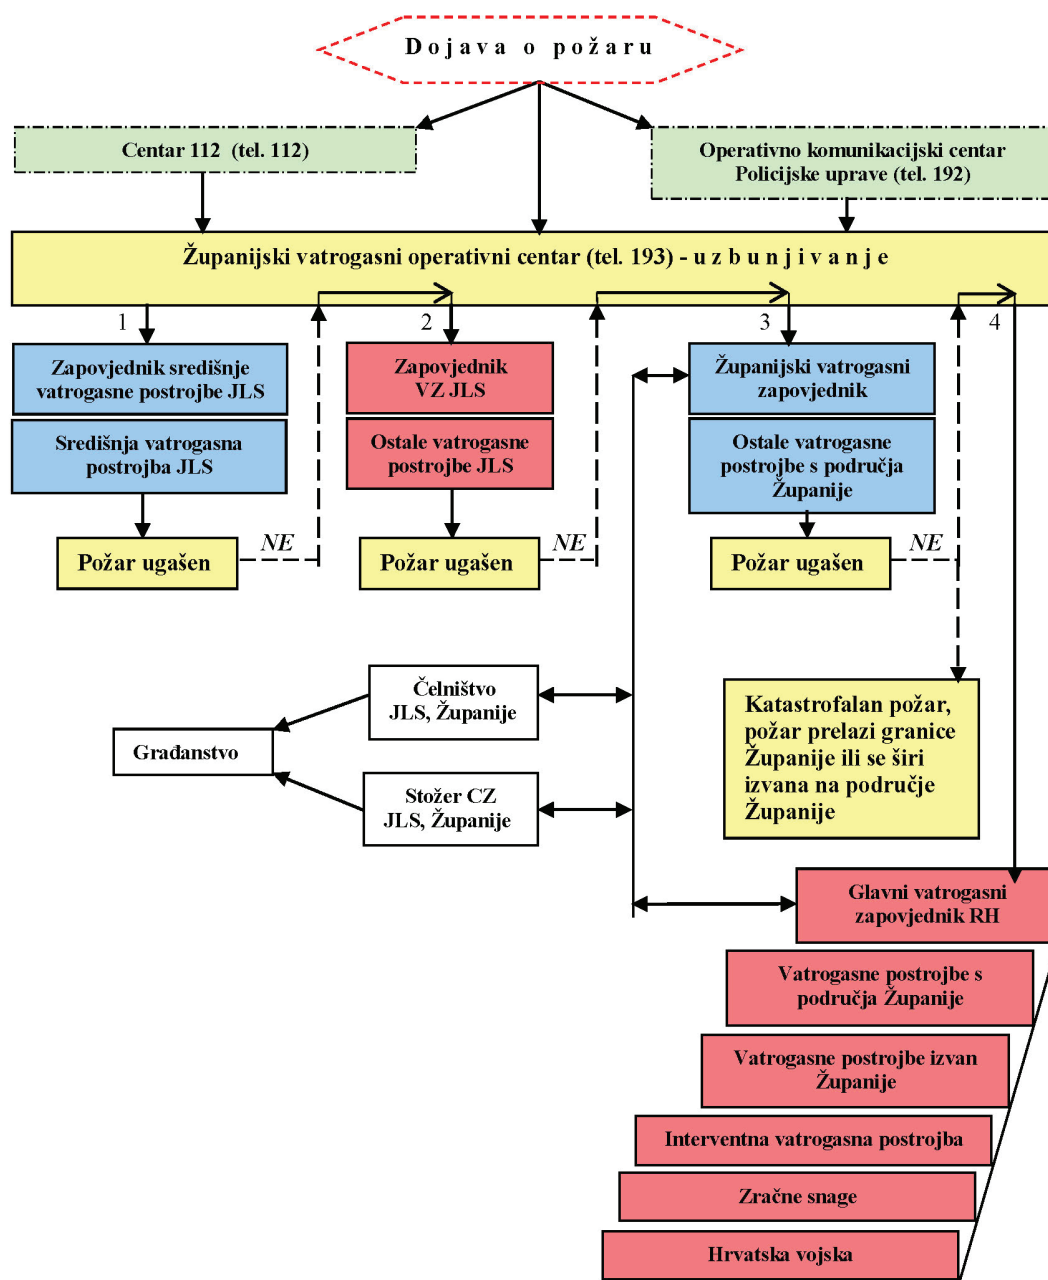 Dojava o požaru
Centar 112 (tel. 112)
Operativno komunikacijski centar
Policijske uprave (tel. 192)
Županijski vatrogasni operativni centar (tel. 193) - uzbunjivanje
1
2
3
4
Zapovjednik središnje
vatrogasne postrojbe JLS
Zapovjednik
VZ JLS
Županijski vatrogasni
zapovjednik
Središnja vatrogasna
postrojba JLS
Ostale vatrogasne
postrojbe JLS
Ostale vatrogasne
postrojbe s područja
Županije
Požar ugašen
NE
Požar ugašen
NE
Požar ugašen
NE
Čelništvo
JLS, Županije
Građanstvo
Stožer CZ
JLS, Županije
Katastrofalan požar,
požar prelazi granice
Županije ili se širi
izvana na područje
Županije
Glavni vatrogasni
zapovjednik RH
Vatrogasne postrojbe s
područja Županije
Vatrogasne postrojbe izvan
Županije
Interventna vatrogasna postrojba
Zračne snage
Hrvatska vojska